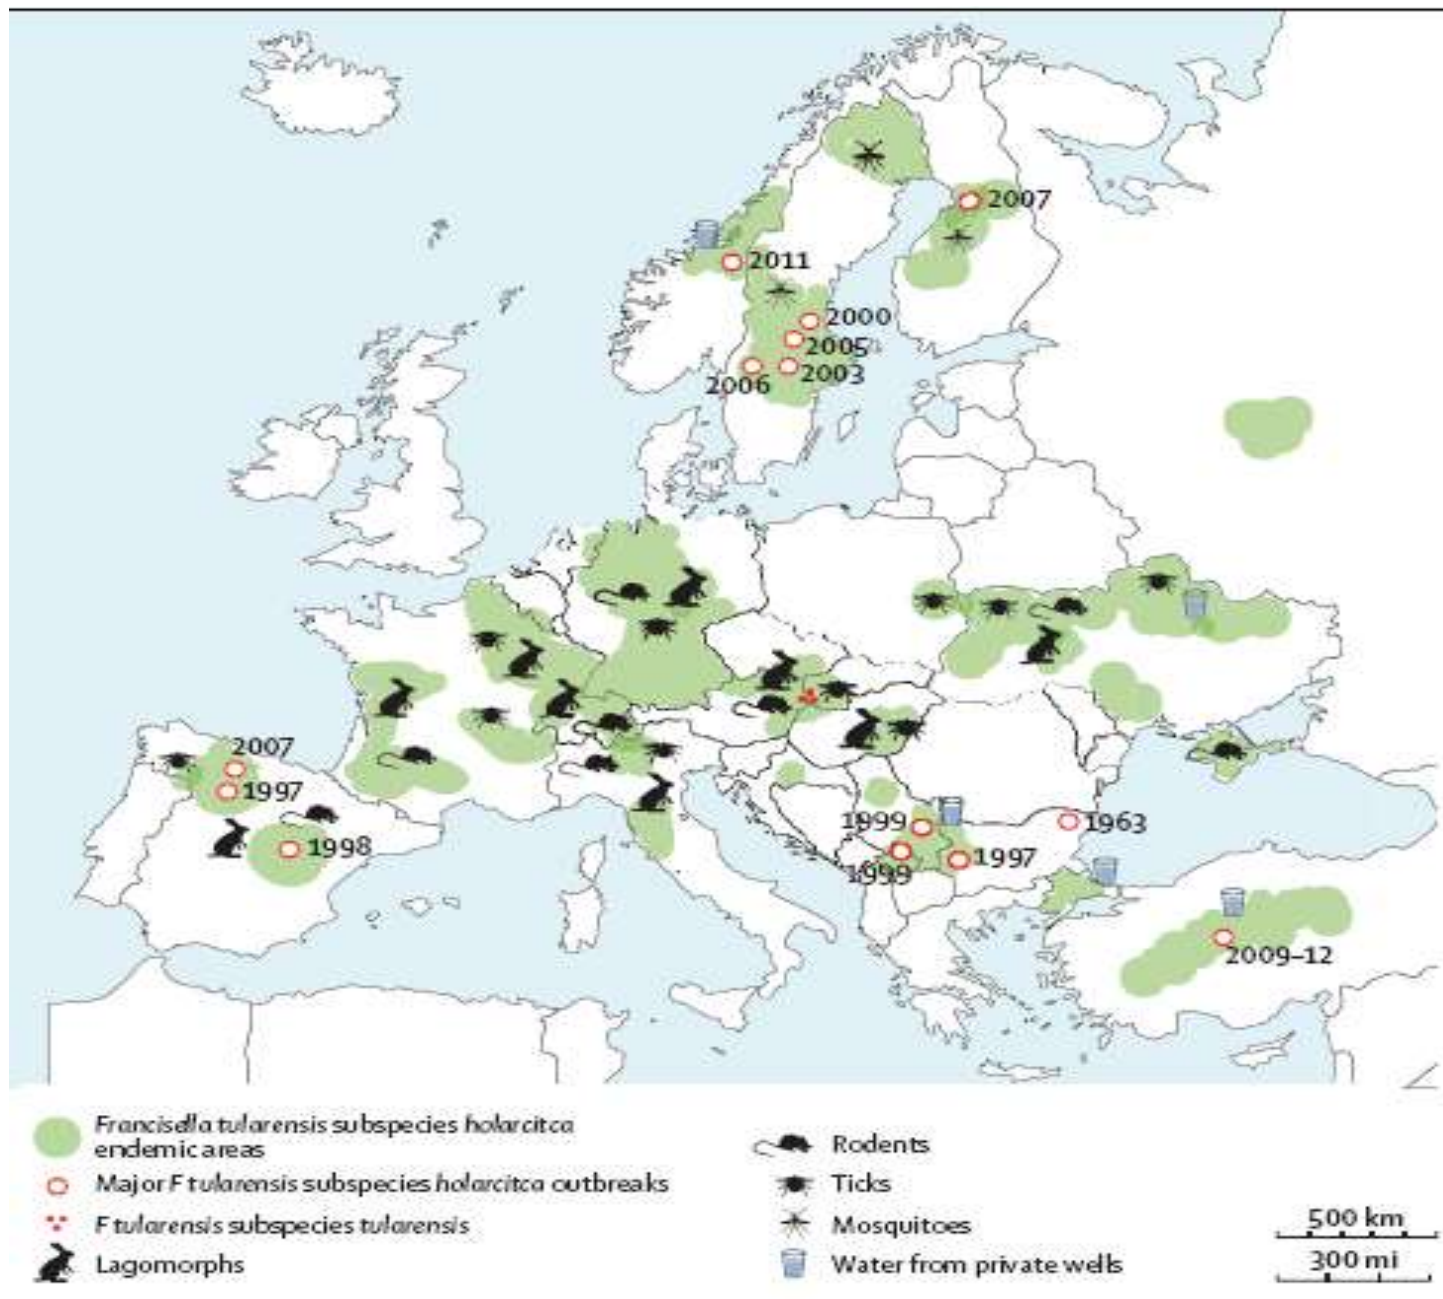 2007
2011
2000
2005
2003
2006
2007
1997
1998
1999
1999
1997
1963
2009–12
Francisella tularensis subspecies holarcitca
endemic areas
Major F tularensis subspecies holarcitca outbreaks
F tularensis subspecies tularensis
Lagomorphs
Rodents
Ticks
Mosquitoes
Water from private wells
500 km
300 mi